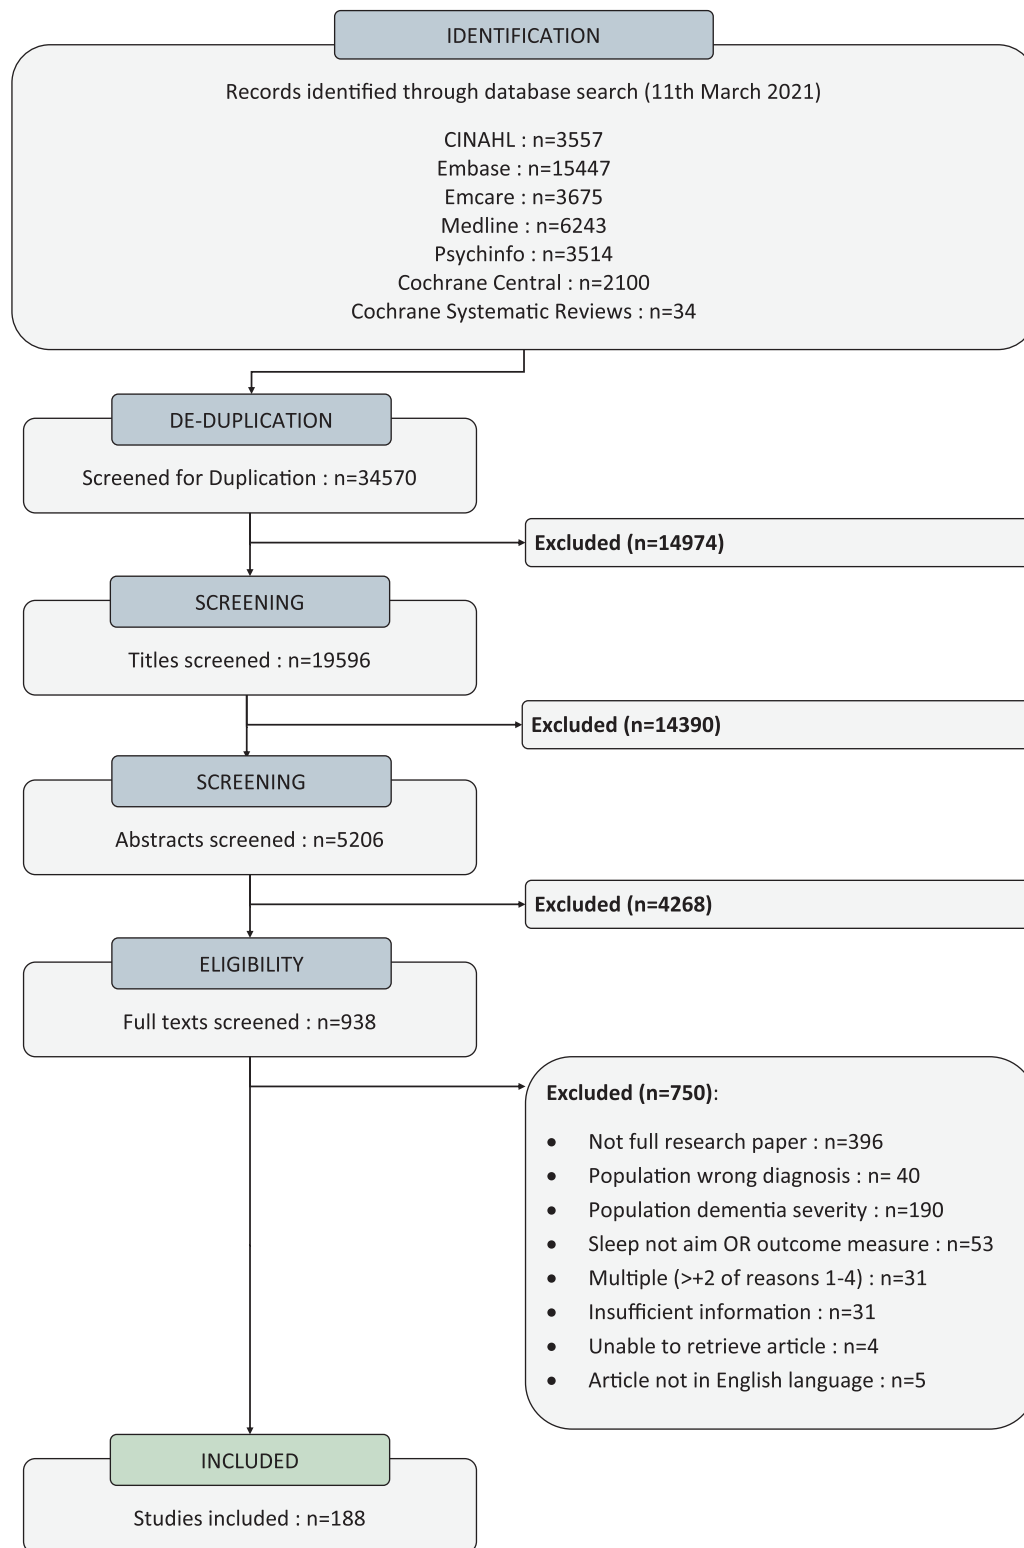 IDENTIFICATION
Records identified through database search (11th March 2021)
CINAHL : n=3557
Embase : n=15447
Emcare : n=3675
Medline : n=6243
Psychinfo : n=3514
Cochrane Central : n=2100
Cochrane Systematic Reviews : n=34
DE-DUPLICATION
Screened for Duplication : n=34570
Excluded (n=14974)
SCREENING
Titles screened : n=19596
Excluded (n=14390)
SCREENING
Abstracts screened : n=5206
Excluded (n=4268)
ELIGIBILITY
Full texts screened : n=938
Excluded (n=750):
• Not full research paper : n=396
• Population wrong diagnosis : n= 40
• Population dementia severity : n=190
• Sleep not aim OR outcome measure : n=53
• Multiple (>+2 of reasons 1-4) : n=31
• Insufficient information : n=31
• Unable to retrieve article : n=4
• Article not in English language : n=5
INCLUDED
Studies included : n=188